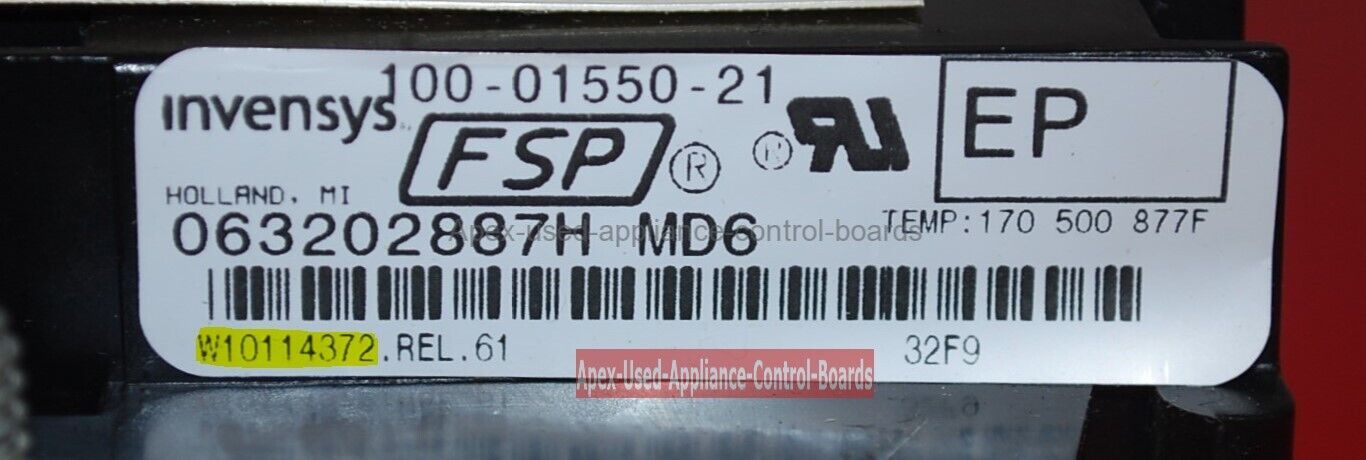 100-01550-21
invensys
FSP ®
® RU
EP
HOLLAND, MI
063202887H MD6
TEMP:170 500 877F
Apex-used-appliance-control-boards
W10114372.REL.61
32F9
Apex-Used-Appliance-Control-Boards